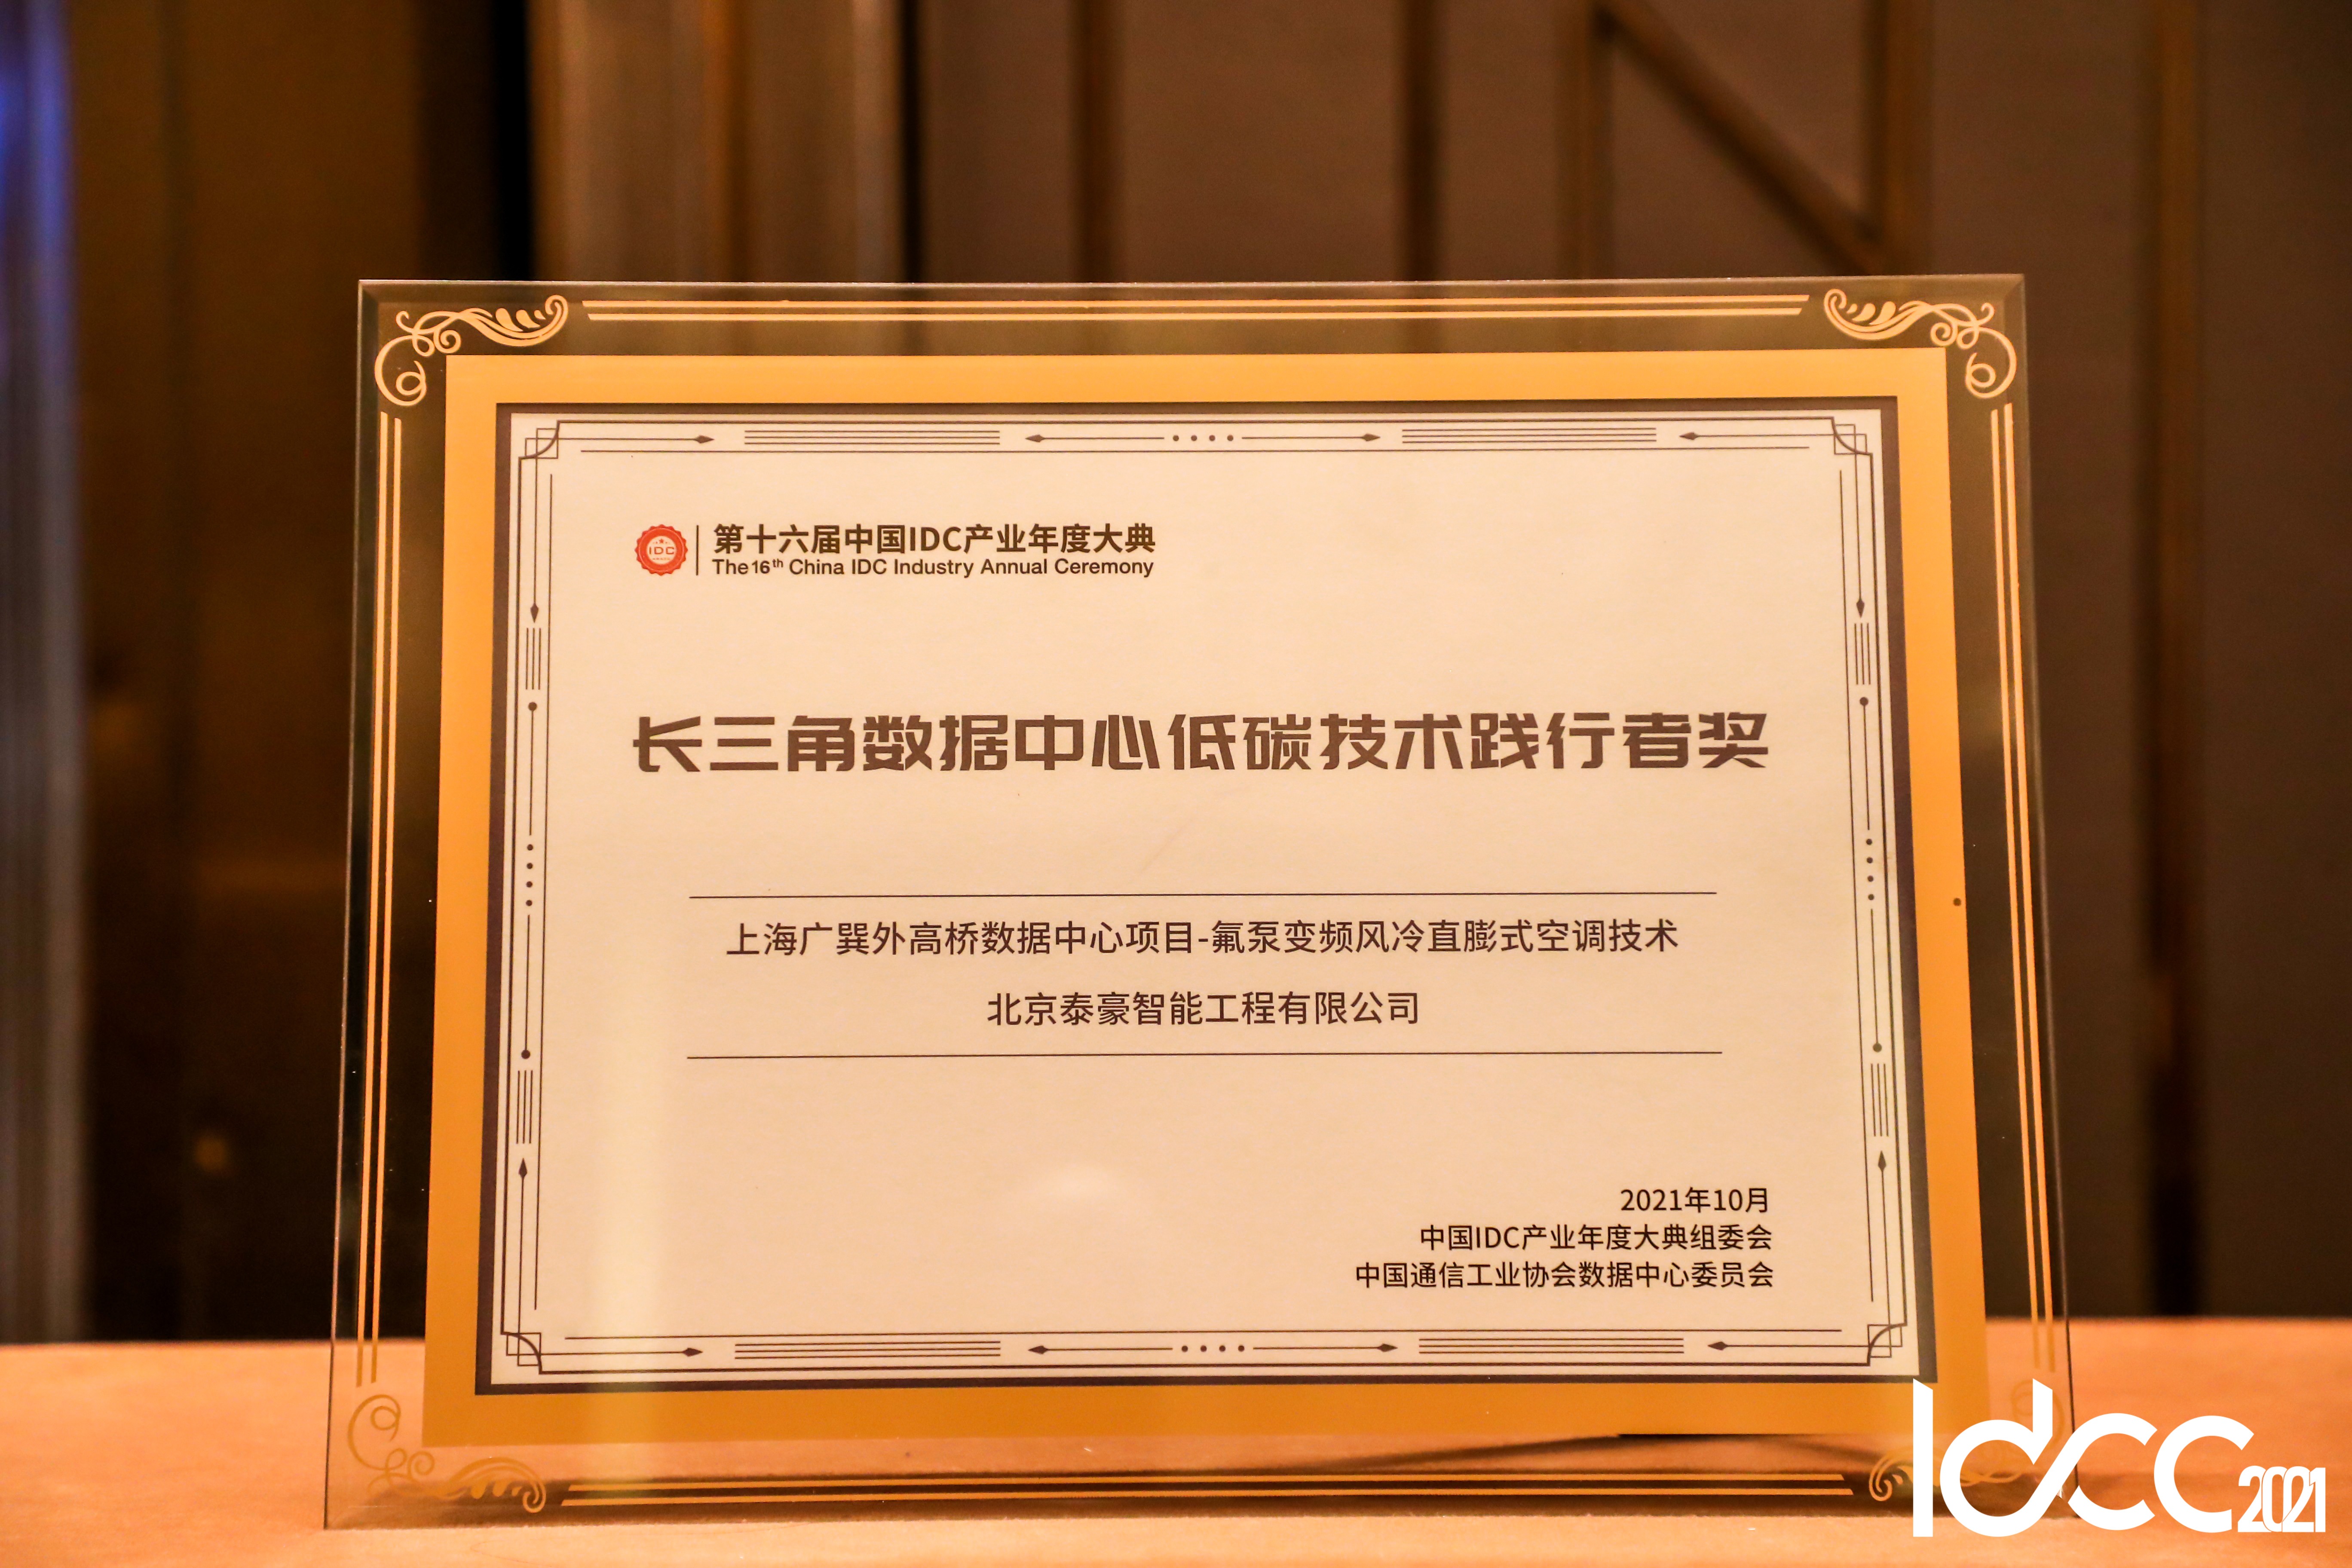 IDC
第十六届中国IDC产业年度大典
The 16th China IDC Industry Annual Ceremony
长三角数据中心低碳技术践行者奖
上海广巽外高桥数据中心项目-氟泵变频风冷直膨式空调技术
北京泰豪智能工程有限公司
2021年10月
中国IDC产业年度大典组委会
中国通信工业协会数据中心委员会
Idcc2021